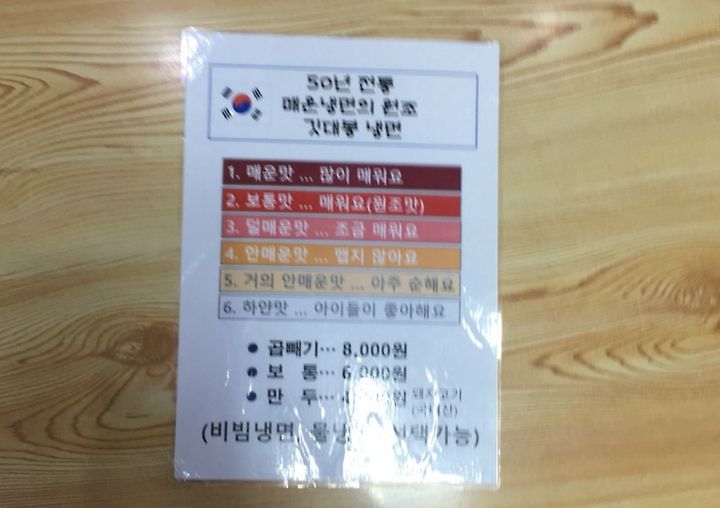 50년 전통
매운냉면의 원조
깃대봉 냉면
1. 매운맛 ... 많이 매워요
2. 보통맛 ... 매워요(원조맛)
3. 덜매운맛 ... 조금 매워요
4. 안매운맛 ... 맵지 않아요
5. 거의 안매운맛 ... 아주 순해요
6. 하얀맛 ... 아이들이 좋아해요
● 곱빼기… 8,000원
● 보 통… 6,000원
● 만 두… 돼지고기
(국내산)
(비빔냉면, 물냉면 선택가능)